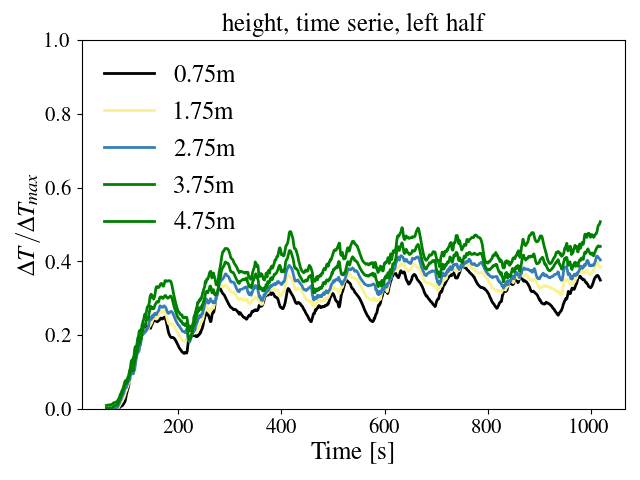 height, time serie, left half
1.0
0.8
0.6
0.4
0.2
0.0
ΔT/ΔT_max
0.75m
1.75m
2.75m
3.75m
4.75m
200 400 600 800 1000
Time [s]